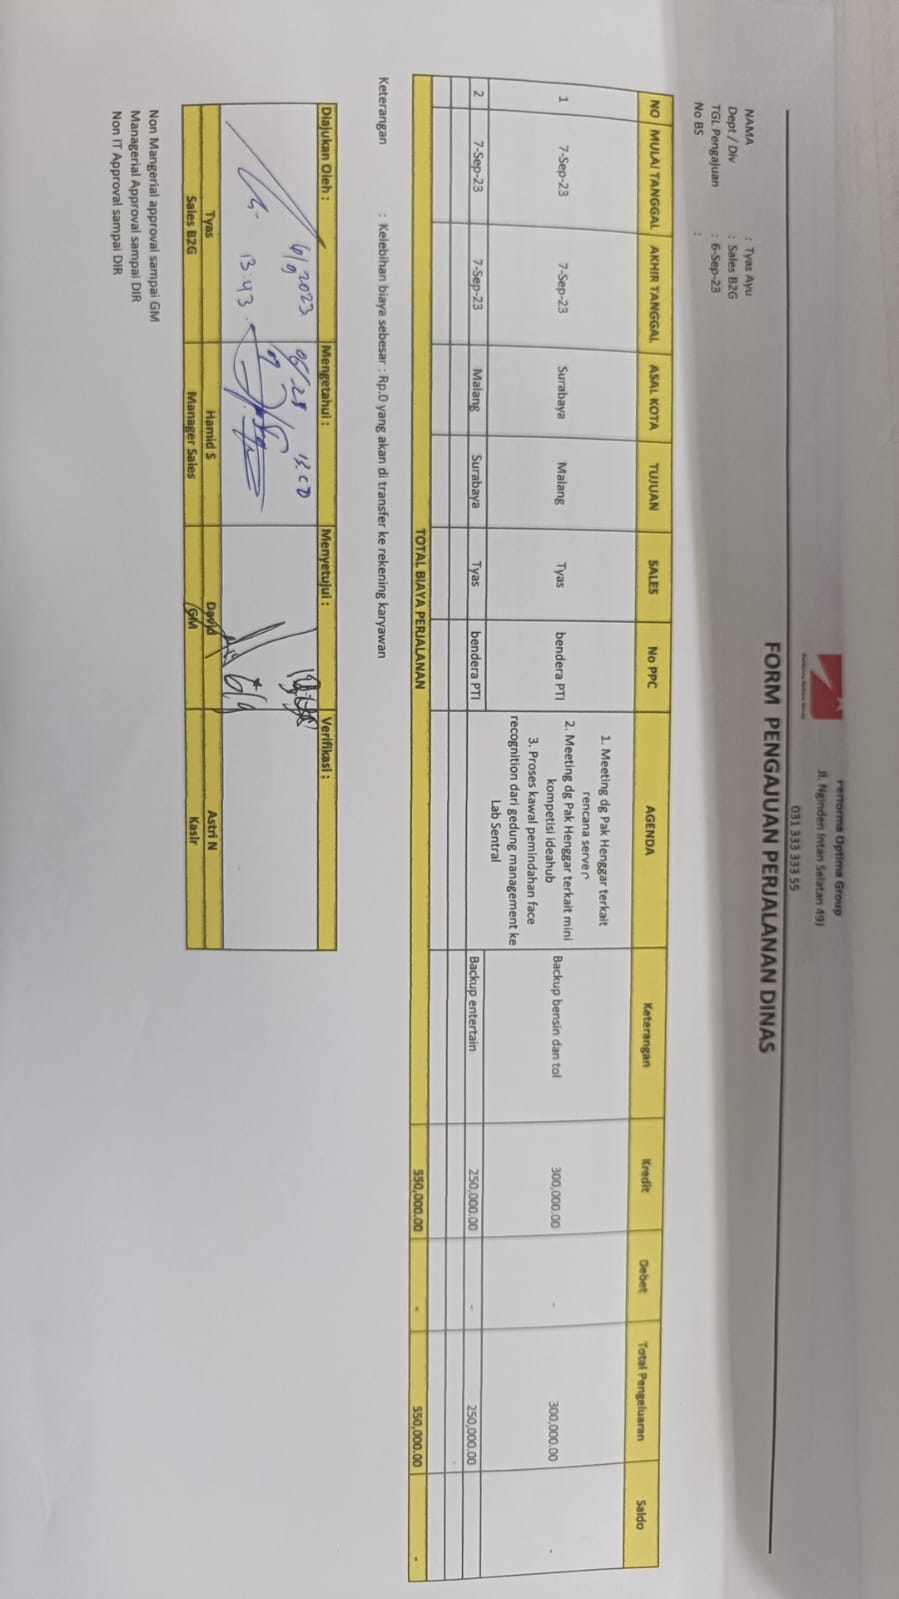 Performa Optima Group
Jl. Nginden Intan Selatan 49J
031 333 333 55
FORM PENGAJUAN PERJALANAN DINAS
NAMA : Tyas Ayu
Dept / Div : Sales B2G
TGL Pengajuan : 6-Sep-23
No BS :
NO MULAI TANGGAL AKHIR TANGGAL ASAL KOTA TUJUAN SALES No PPC AGENDA Keterangan Kredit Debet Total Pengeluaran Saldo
1 7-Sep-23 7-Sep-23 Surabaya Malang Tyas bendera PTI
1. Meeting dg Pak Henggar terkait
rencana server
2. Meeting dg Pak Henggar terkait mini
kompetisi ideahub
3. Proses kawal pemindahan face
recognition dari gedung management ke
Lab Sentral
Backup bensin dan tol 300,000.00 - 300,000.00 -
2 7-Sep-23 7-Sep-23 Malang Surabaya Tyas bendera PTI Backup entertain 250,000.00 - 250,000.00
-
TOTAL BIAYA PERJALANAN 550,000.00 - 550,000.00 -
Keterangan : Kelebihan biaya sebesar : Rp.0 yang akan di transfer ke rekening karyawan
Diajukan Oleh : Mengetahui : Menyetujui : Verifikasi :
6/9 2023
13:43
6/9
Tyas Hamid S David Astri N
Sales B2G Manager Sales GM Kasir
Non Mangerial approval sampai GM
Managerial Approval sampai DIR
Non IT Approval sampai DIR